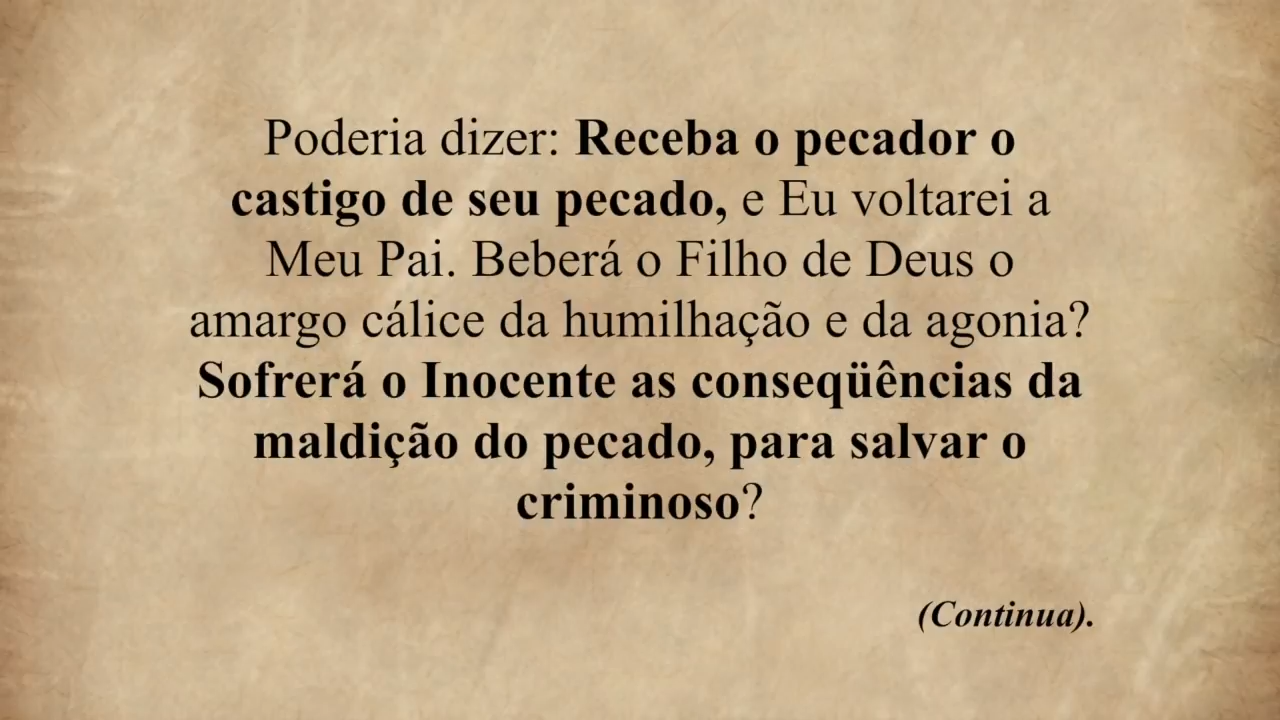 Poderia dizer: Receba o pecador o
castigo de seu pecado, e Eu voltarei a
Meu Pai. Beberá o Filho de Deus o
amargo cálice da humilhação e da agonia?
Sofrerá o Inocente as conseqüências da
maldição do pecado, para salvar o
criminoso?
(Continua).